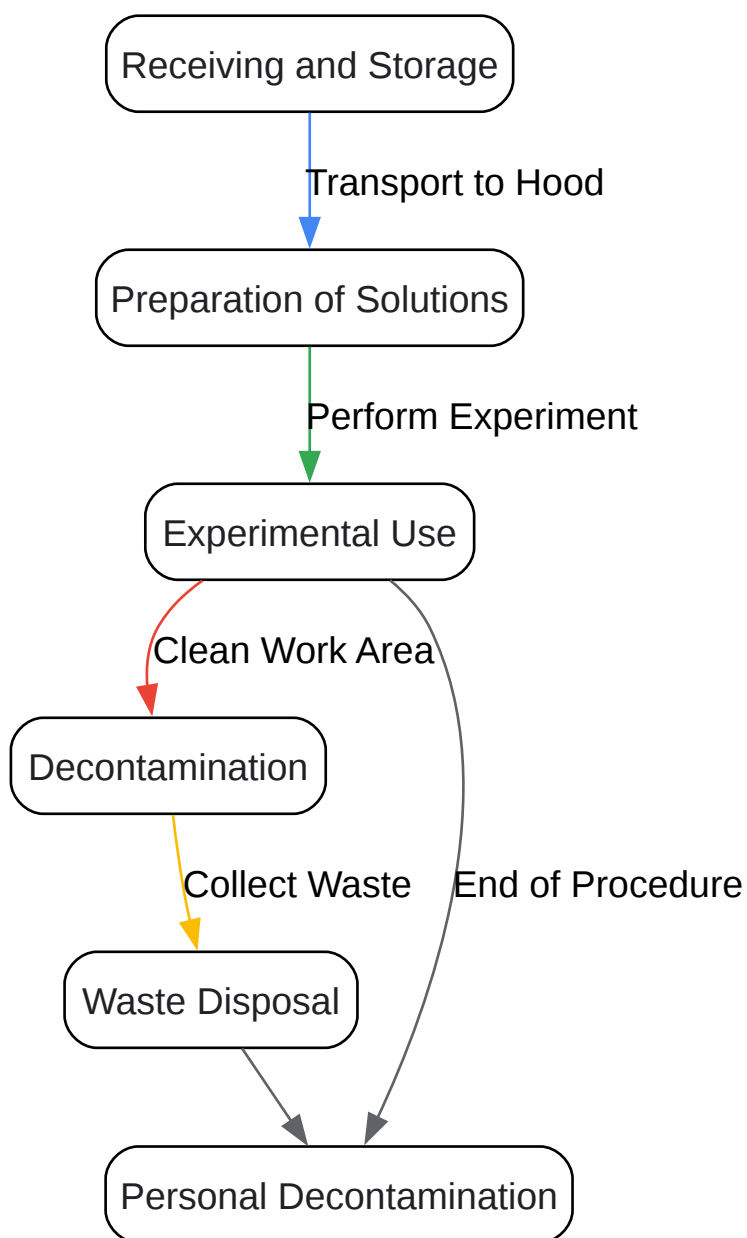 Receiving and Storage
Transport to Hood
Preparation of Solutions
Perform Experiment
Experimental Use
Clean Work Area
Decontamination
Collect Waste
End of Procedure
Waste Disposal
Personal Decontamination